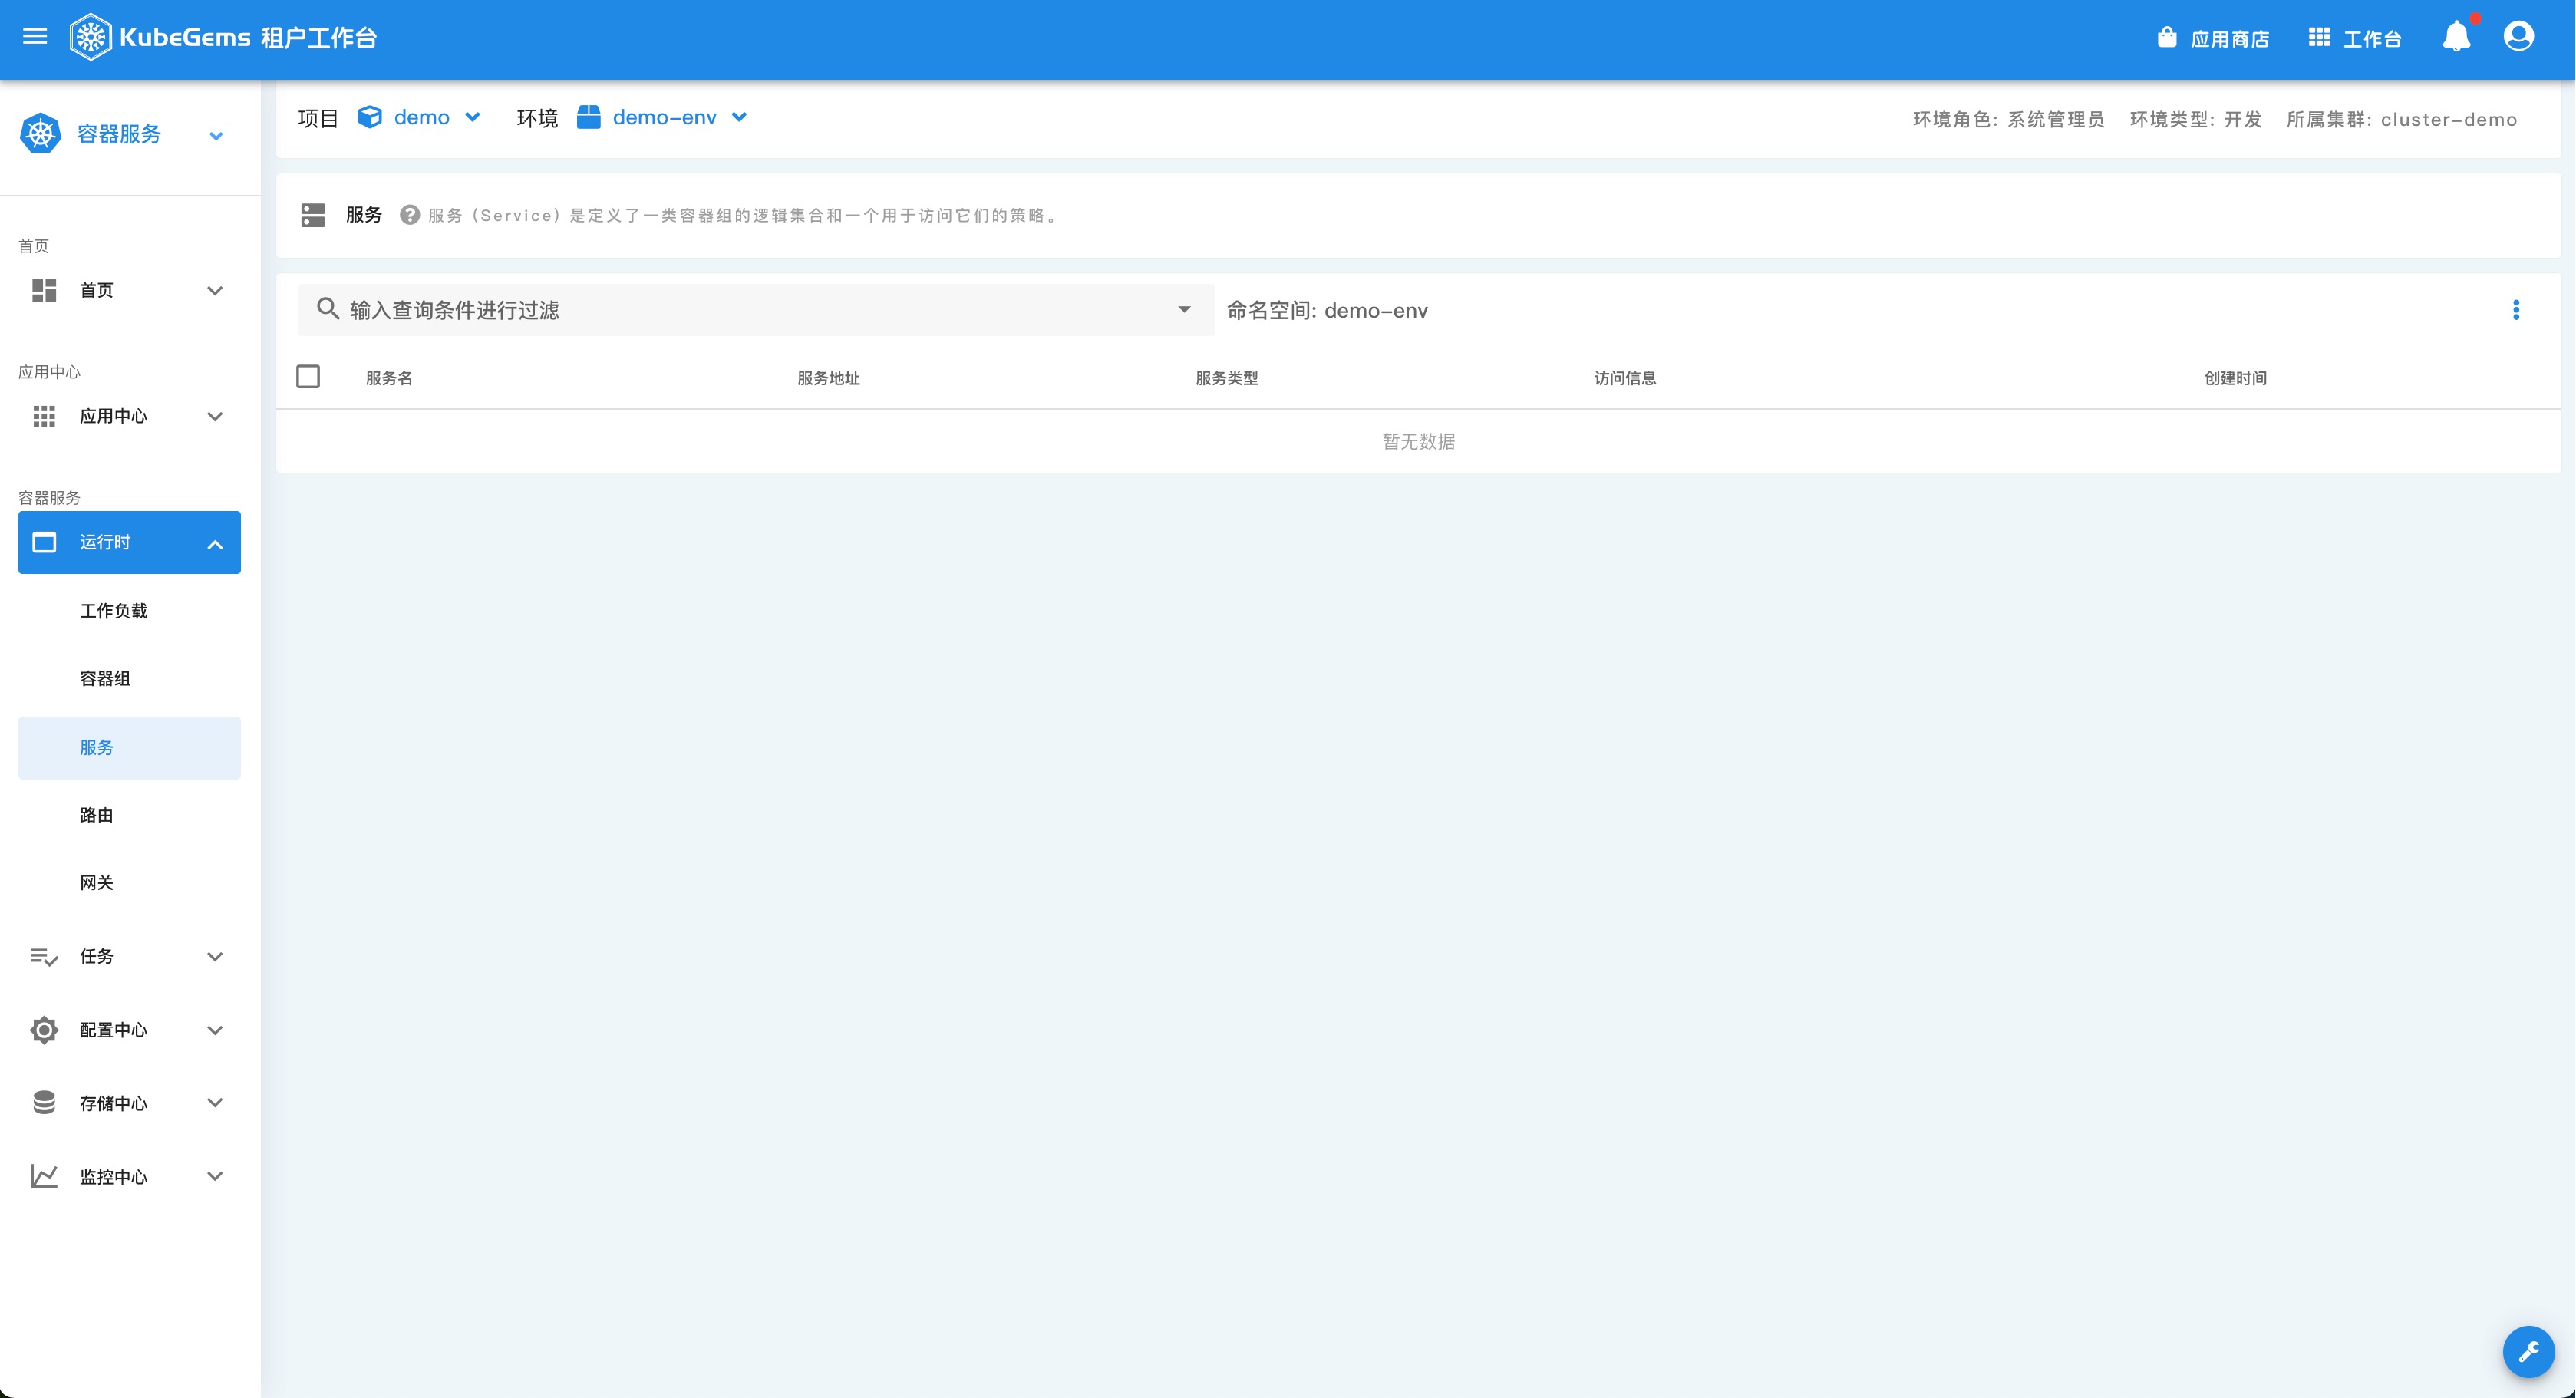 KubeGems 租户工作台
应用商店
工作台
容器服务
项目 demo 环境 demo-env
环境角色: 系统管理员 环境类型: 开发 所属集群: cluster-demo
服务 服务 (Service) 是定义了一类容器组的逻辑集合和一个用于访问它们的策略。
首页
首页
应用中心
应用中心
容器服务
运行时
工作负载
容器组
服务
路由
网关
任务
配置中心
存储中心
监控中心
输入查询条件进行过滤
命名空间: demo-env
服务名 服务地址 服务类型 访问信息 创建时间
暂无数据